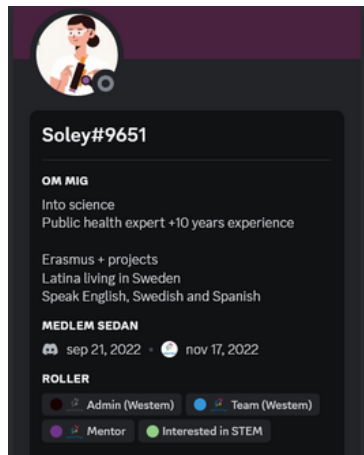 Soley#9651
OM MIG
Into science
Public health expert +10 years experience
Erasmus + projects
Latina living in Sweden
Speak English, Swedish and Spanish
MEDLEM SEDAN
sep 21, 2022 • nov 17, 2022
ROLLER
Admin (Western) Team (Western)
Mentor Interested in STEM